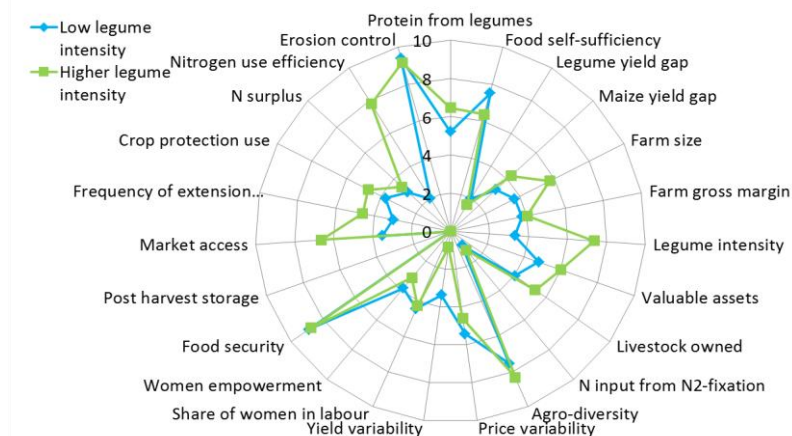 Low legume
intensity
Higher legume
intensity
Protein from legumes
Food self-sufficiency
Legume yield gap
Maize yield gap
Farm size
Farm gross margin
Legume intensity
Valuable assets
Livestock owned
N input from N2-fixation
Agro-diversity
Price variability
Yield variability
Share of women in labour
Women empowerment
Food security
Post harvest storage
Market access
Frequency of extension...
Crop protection use
N surplus
Nitrogen use efficiency
Erosion control
10
8
6
4
2
0